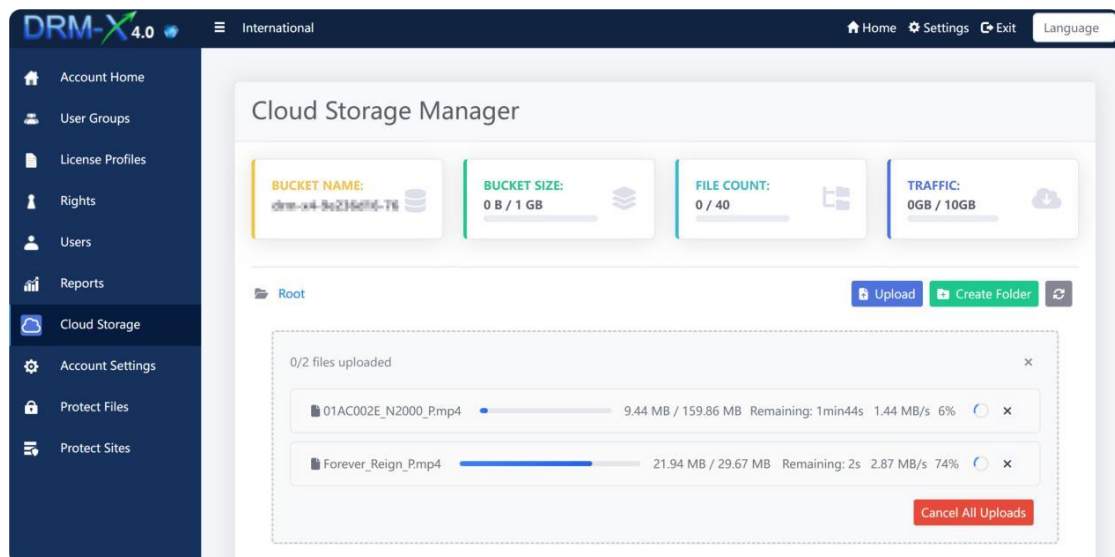 DRM-X 4.0
International
Home Settings Exit Language
Account Home
User Groups
License Profiles
Rights
Users
Reports
Cloud Storage
Account Settings
Protect Files
Protect Sites
Cloud Storage Manager
BUCKET NAME:
BUCKET SIZE:
0 B / 1 GB
FILE COUNT:
0 / 40
TRAFFIC:
0GB / 10GB
Root
Upload
Create Folder
0/2 files uploaded
01AC002E_N2000_P.mp4 9.44 MB / 159.86 MB Remaining: 1min44s 1.44 MB/s 6%
Forever_Reign_P.mp4 21.94 MB / 29.67 MB Remaining: 2s 2.87 MB/s 74%
Cancel All Uploads